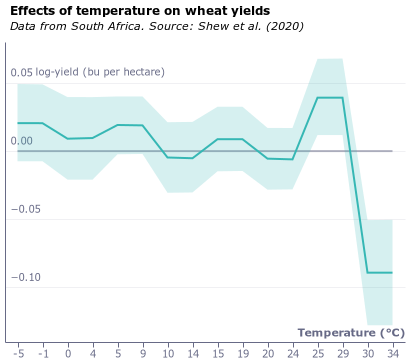 Effects of temperature on wheat yields
Data from South Africa. Source: Shew et al. (2020)
0.05 log-yield (bu per hectare)
0.00
−0.05
−0.10
Temperature (°C)
-5 -1 0 4 5 9 10 14 15 19 20 24 25 29 30 34